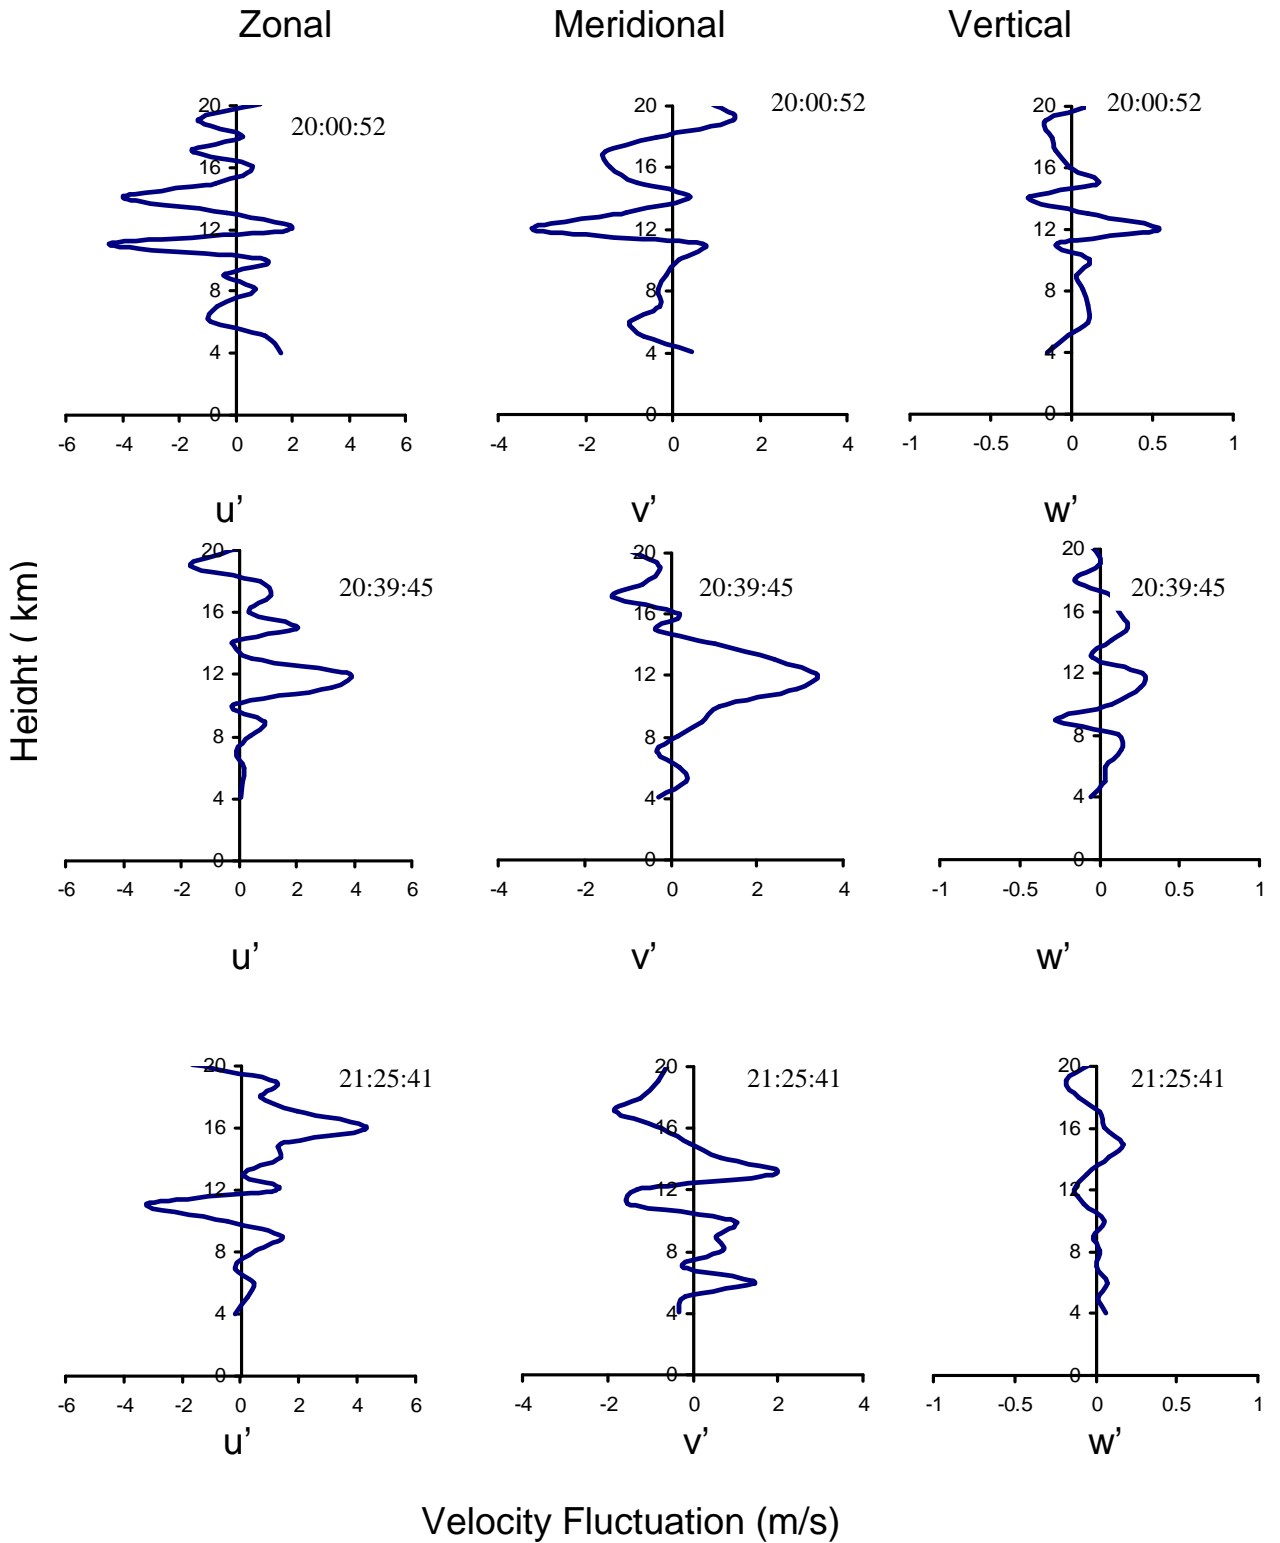 Zonal Meridional Vertical
20:00:52 20:00:52 20:00:52
20 20 20
16 16 16
12 12 12
8 8 8
4 4 4
0 0 0
-6 -4 -2 0 2 4 6 -4 -2 0 2 4 -1 -0.5 0 0.5 1
u’ v’ w’
20 20 20
20:39:45 20:39:45 20:39:45
16 16 16
12 12 12
8 8 8
4 4 4
0 0 0
-6 -4 -2 0 2 4 6 -4 -2 0 2 4 -1 -0.5 0 0.5 1
u’ v’ w’
Height ( km)
20 20 20
21:25:41 21:25:41 21:25:41
16 16 16
12 12 12
8 8 8
4 4 4
0 0 0
-6 -4 -2 0 2 4 6 -4 -2 0 2 4 -1 -0.5 0 0.5 1
u’ v’ w’
Velocity Fluctuation (m/s)